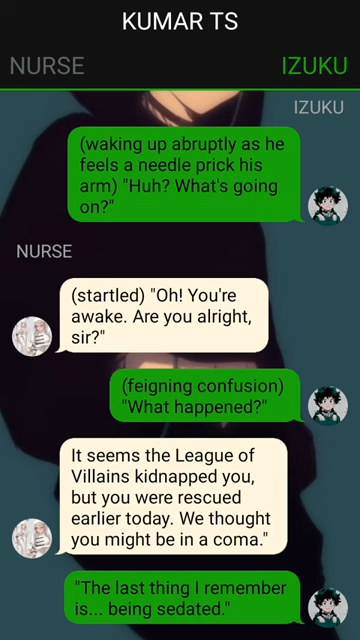 KUMAR TS
NURSE
IZUKU
IZUKU
(waking up abruptly as he
feels a needle prick his
arm) "Huh? What's going
on?"
NURSE
(startled) "Oh! You're
awake. Are you alright,
sir?"
(feigning confusion)
"What happened?"
It seems the League of
Villains kidnapped you,
but you were rescued
earlier today. We thought
you might be in a coma."
"The last thing I remember
is... being sedated."